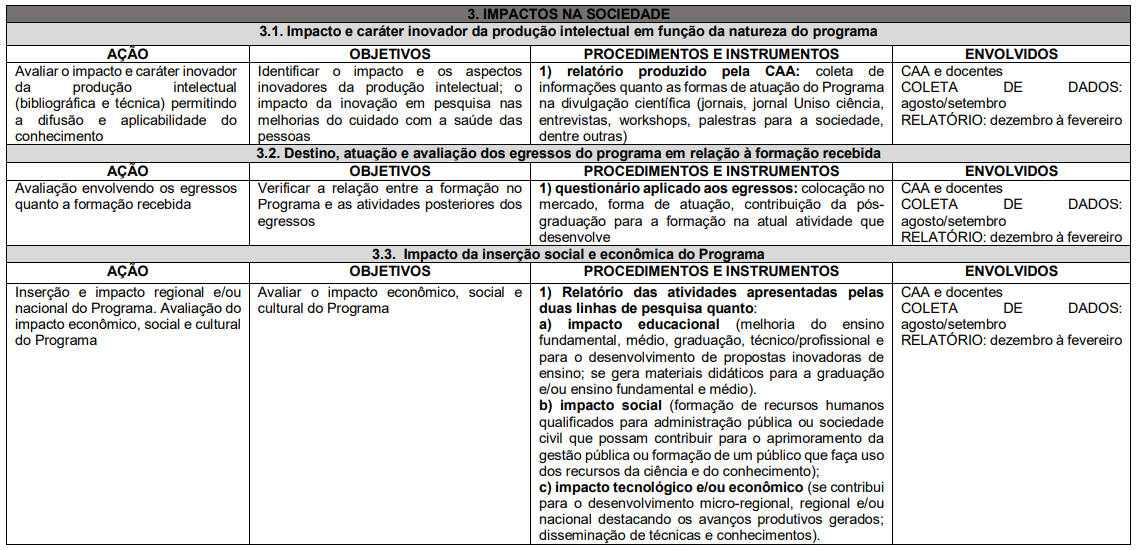 3. IMPACTOS NA SOCIEDADE
3.1. Impacto e caráter inovador da produção intelectual em função da natureza do programa
AÇÃO
OBJETIVOS
PROCEDIMENTOS E INSTRUMENTOS
ENVOLVIDOS
Avaliar o impacto e caráter inovador
da produção intelectual
(bibliográfica e técnica) permitindo
a difusão e aplicabilidade do
conhecimento
Identificar o impacto e os aspectos
inovadores da produção intelectual; o
impacto da inovação em pesquisa nas
melhorias do cuidado com a saúde das
pessoas
1) relatório produzido pela CAA: coleta de
informações quanto as formas de atuação do Programa
na divulgação científica (jornais, jornal Uniso ciência,
entrevistas, workshops, palestras para a sociedade,
dentre outras)
CAA e docentes
COLETA DE DADOS:
agosto/setembro
RELATÓRIO: dezembro à fevereiro
3.2. Destino, atuação e avaliação dos egressos do programa em relação à formação recebida
AÇÃO
OBJETIVOS
PROCEDIMENTOS E INSTRUMENTOS
ENVOLVIDOS
Avaliação envolvendo os egressos
quanto a formação recebida
Verificar a relação entre a formação no
Programa e as atividades posteriores dos
egressos
1) questionário aplicado aos egressos: colocação no
mercado, forma de atuação, contribuição da pós-
graduação para a formação na atual atividade que
desenvolve
CAA e docentes
COLETA DE DADOS:
agosto/setembro
RELATÓRIO: dezembro à fevereiro
3.3. Impacto da inserção social e econômica do Programa
AÇÃO
OBJETIVOS
PROCEDIMENTOS E INSTRUMENTOS
ENVOLVIDOS
Inserção e impacto regional e/ou
nacional do Programa. Avaliação do
impacto econômico, social e cultural
do Programa
Avaliar o impacto econômico, social e
cultural do Programa
1) Relatório das atividades apresentadas pelas
duas linhas de pesquisa quanto:
a) impacto educacional (melhoria do ensino
fundamental, médio, graduação, técnico/profissional e
para o desenvolvimento de propostas inovadoras de
ensino; se gera materiais didáticos para a graduação
e/ou ensino fundamental e médio).
b) impacto social (formação de recursos humanos
qualificados para administração pública ou sociedade
civil que possam contribuir para o aprimoramento da
gestão pública ou formação de um público que faça uso
dos recursos da ciência e do conhecimento);
c) impacto tecnológico e/ou econômico (se contribui
para o desenvolvimento micro-regional, regional e/ou
nacional destacando os avanços produtivos gerados;
disseminação de técnicas e conhecimentos).
CAA e docentes
COLETA DE DADOS:
agosto/setembro
RELATÓRIO: dezembro à fevereiro